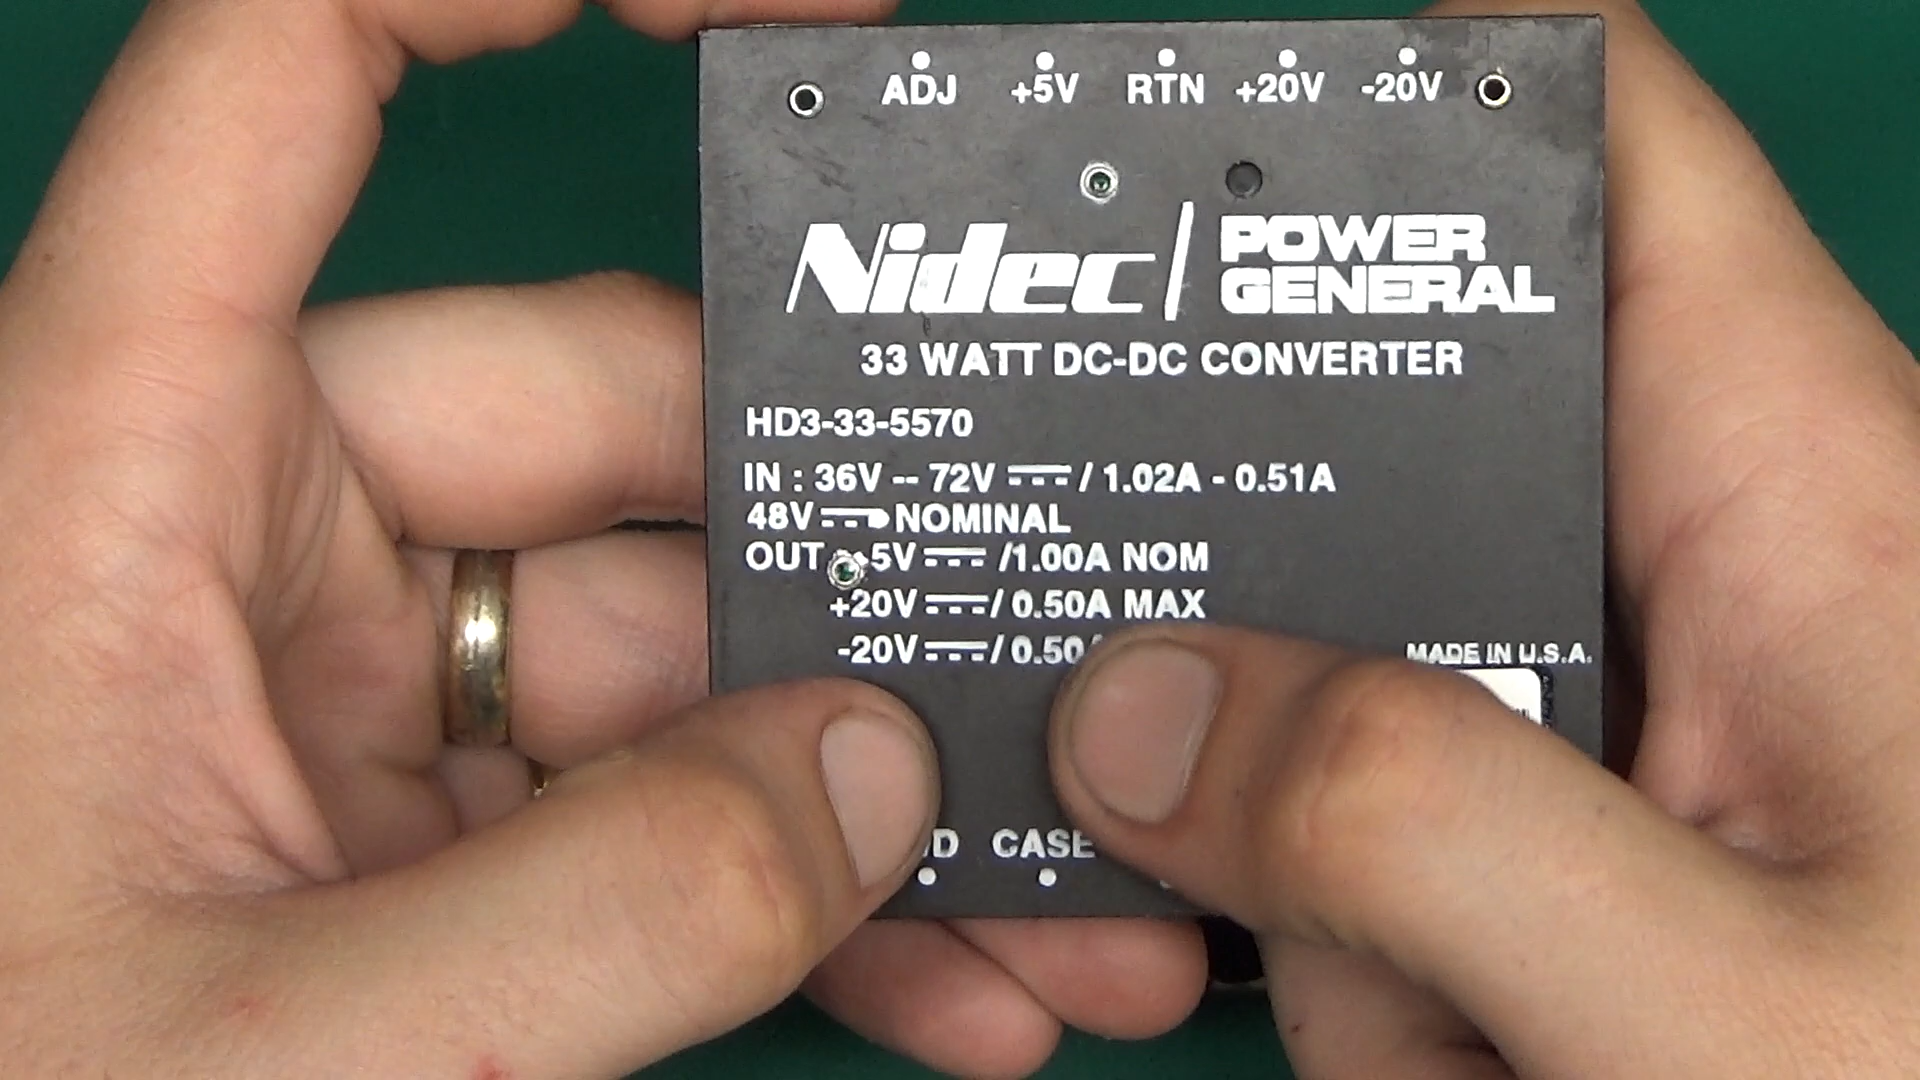 ADJ +5V RTN +20V -20V
Nidec / POWER GENERAL
33 WATT DC-DC CONVERTER
HD3-33-5570
IN : 36V -- 72V ⎓ / 1.02A - 0.51A
48V ⎓ NOMINAL
OUT 5V ⎓ /1.00A NOM
+20V ⎓ / 0.50A MAX
-20V ⎓ / 0.50
MADE IN U.S.A.
CASE